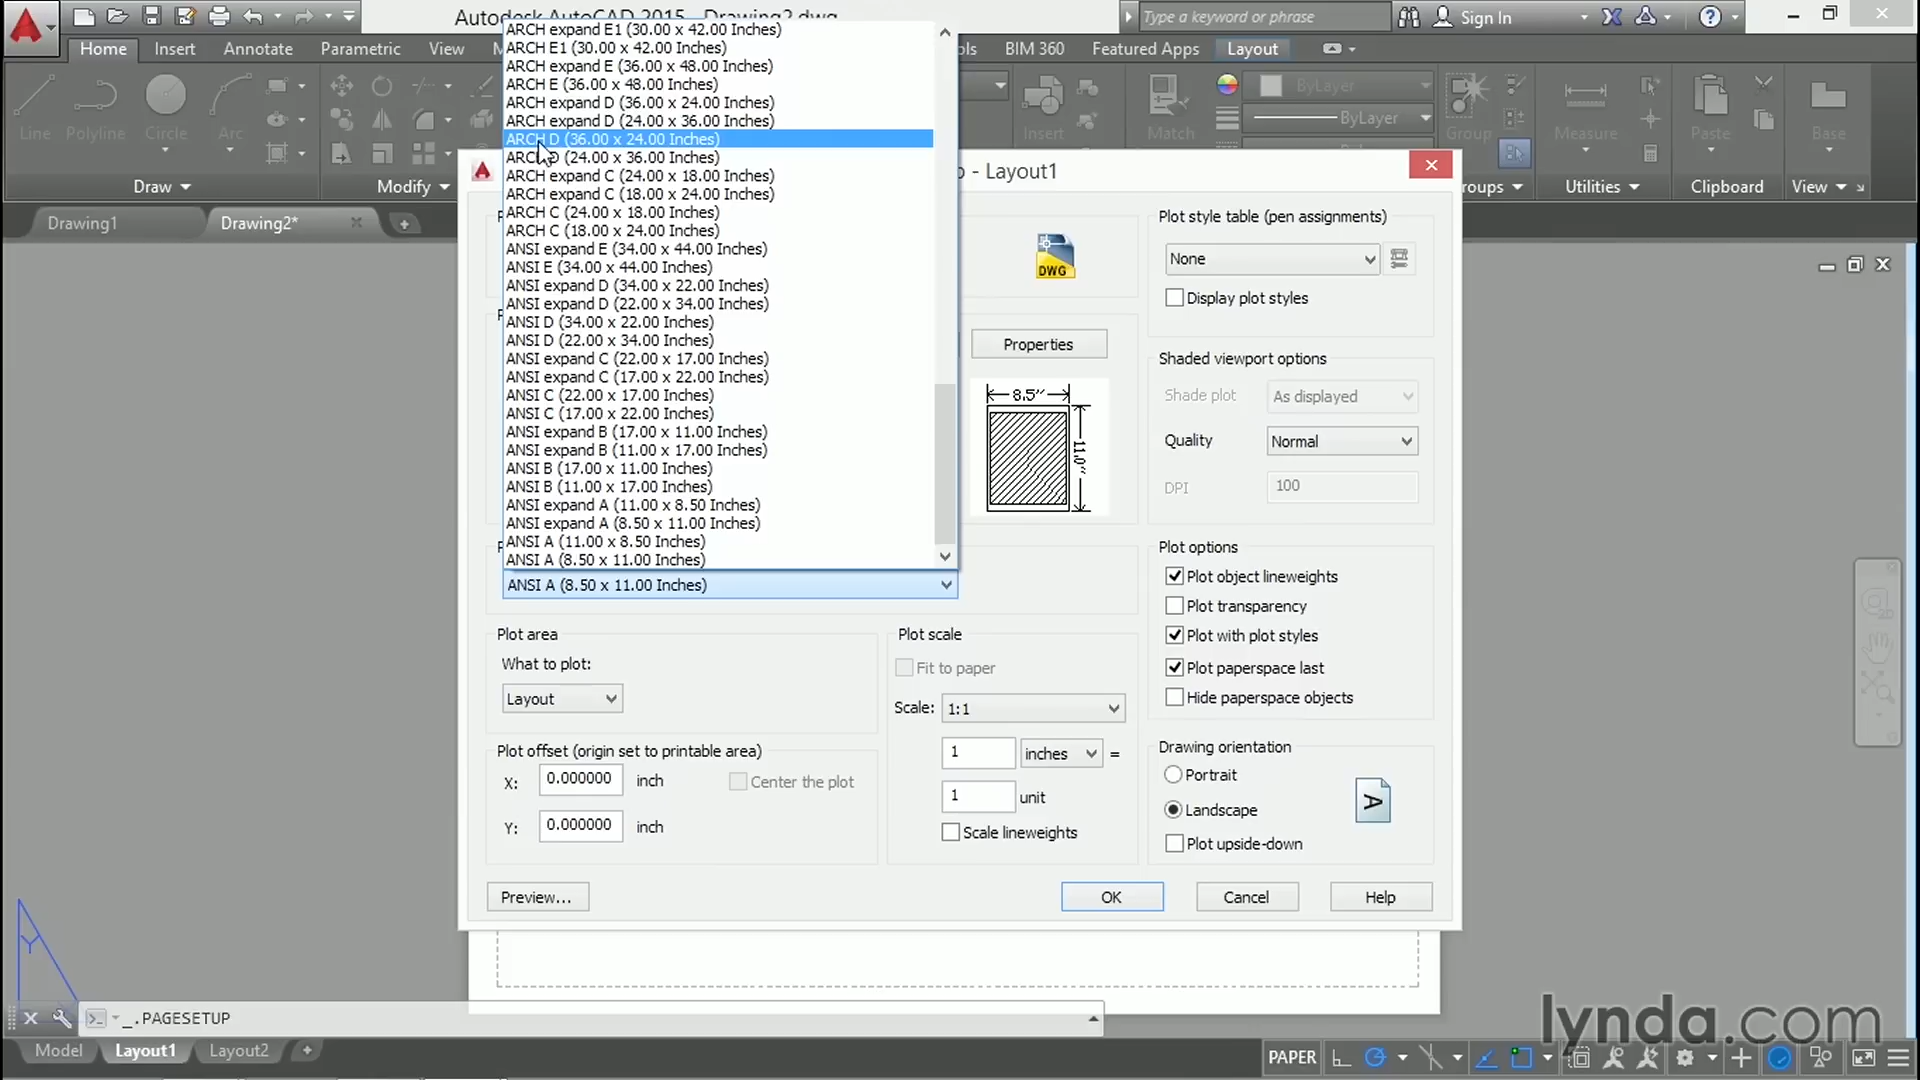 Autodesk AutoCAD 2015 Drawing2.dwg
Type a keyword or phrase
Sign In
Home
Insert
Annotate
Parametric
View
BIM 360
Featured Apps
Layout
Line
Polyline
Circle
Arc
Insert
Match
ByLayer
ByLayer
Group
Measure
Paste
Base
Draw
Modify
Utilities
Clipboard
View
Drawing1
Drawing2*
ARCH expand E1 (30.00 x 42.00 Inches)
ARCH E1 (30.00 x 42.00 Inches)
ARCH expand E (36.00 x 48.00 Inches)
ARCH E (36.00 x 48.00 Inches)
ARCH expand D (36.00 x 24.00 Inches)
ARCH expand D (24.00 x 36.00 Inches)
ARCH D (36.00 x 24.00 Inches)
ARCH D (24.00 x 36.00 Inches)
ARCH expand C (24.00 x 18.00 Inches)
ARCH expand C (18.00 x 24.00 Inches)
ARCH C (24.00 x 18.00 Inches)
ARCH C (18.00 x 24.00 Inches)
ANSI expand E (34.00 x 44.00 Inches)
ANSI E (34.00 x 44.00 Inches)
ANSI expand D (34.00 x 22.00 Inches)
ANSI expand D (22.00 x 34.00 Inches)
ANSI D (34.00 x 22.00 Inches)
ANSI D (22.00 x 34.00 Inches)
ANSI expand C (22.00 x 17.00 Inches)
ANSI expand C (17.00 x 22.00 Inches)
ANSI C (22.00 x 17.00 Inches)
ANSI C (17.00 x 22.00 Inches)
ANSI expand B (17.00 x 11.00 Inches)
ANSI expand B (11.00 x 17.00 Inches)
ANSI B (17.00 x 11.00 Inches)
ANSI B (11.00 x 17.00 Inches)
ANSI expand A (11.00 x 8.50 Inches)
ANSI expand A (8.50 x 11.00 Inches)
ANSI A (11.00 x 8.50 Inches)
ANSI A (8.50 x 11.00 Inches)
ANSI A (8.50 x 11.00 Inches)
- Layout1
DWG
Properties
8.5''
11.0''
Plot style table (pen assignments)
None
Display plot styles
Shaded viewport options
Shade plot
As displayed
Quality
Normal
DPI
100
Plot options
Plot object lineweights
Plot transparency
Plot with plot styles
Plot paperspace last
Hide paperspace objects
Plot area
What to plot:
Layout
Plot scale
Fit to paper
Scale:
1:1
1
inches
=
1
unit
Scale lineweights
Plot offset (origin set to printable area)
X:
0.000000
inch
Center the plot
Y:
0.000000
inch
Drawing orientation
Portrait
Landscape
A
Plot upside-down
Preview...
OK
Cancel
Help
Y
_.PAGESETUP
Model
Layout1
Layout2
PAPER
lynda.com